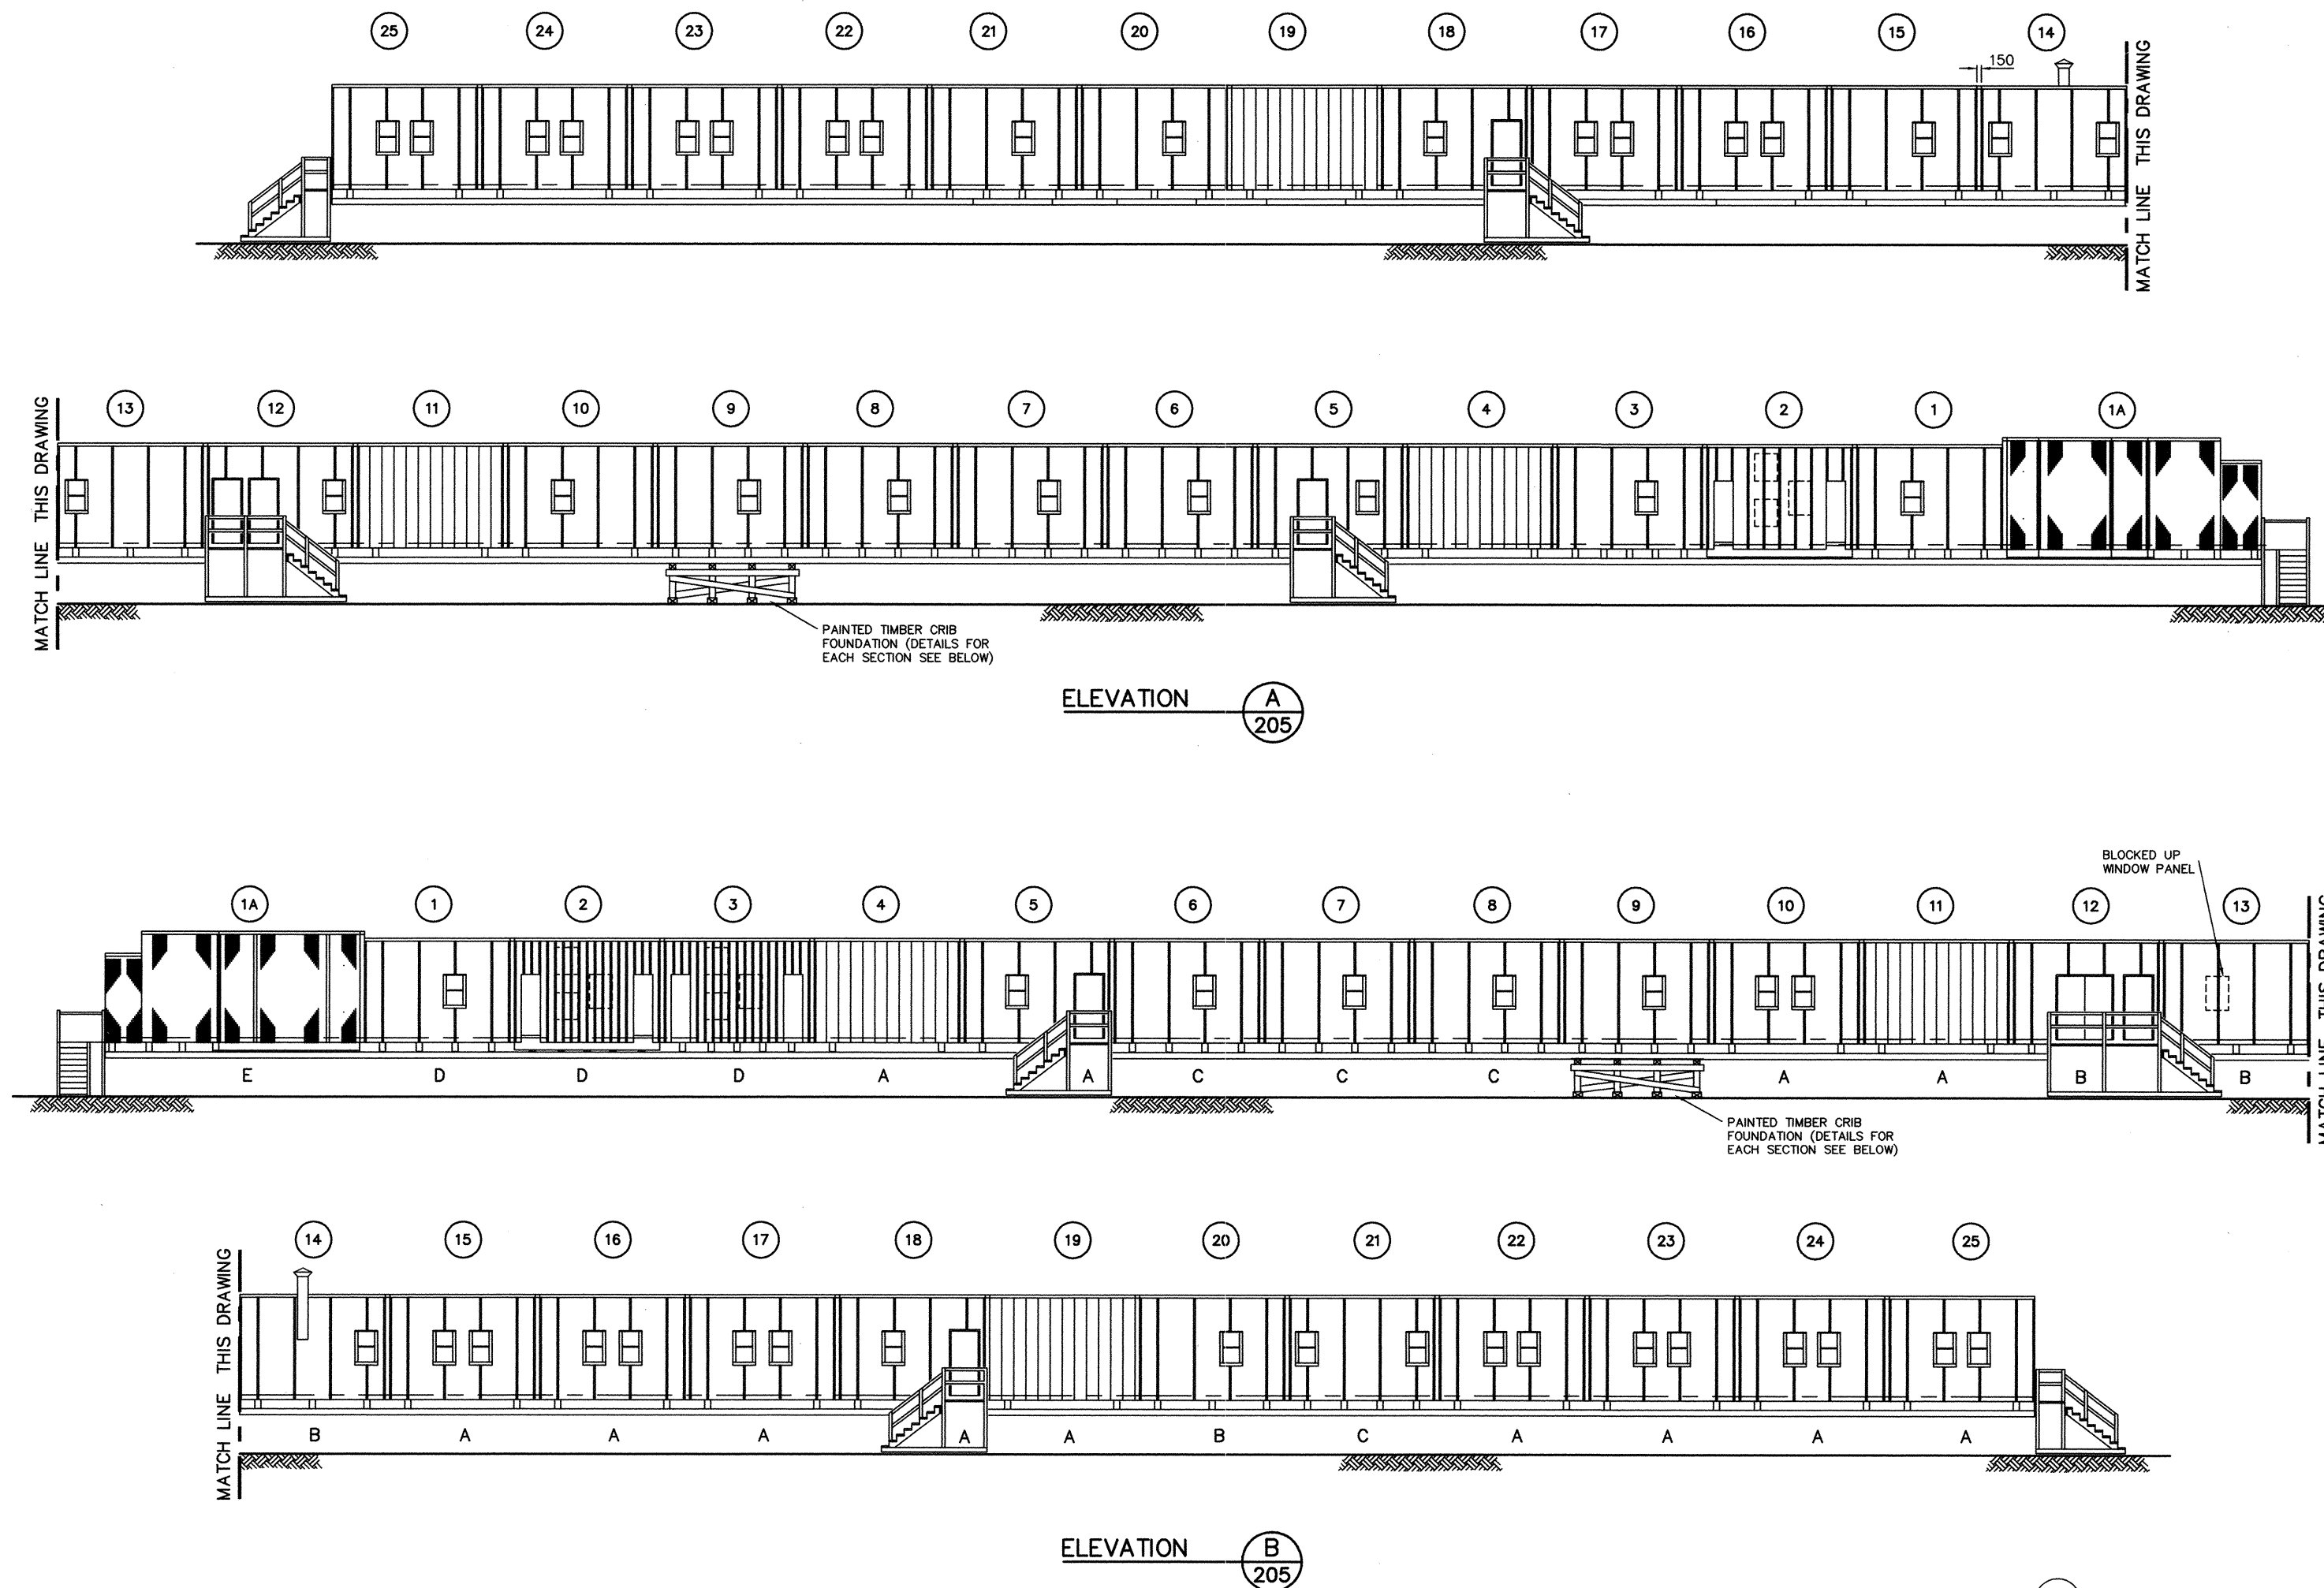 25 24 23 22 21 20 19 18 17 16 15 14
150
MATCH LINE THIS DRAWING
13 12 11 10 9 8 7 6 5 4 3 2 1 1A
MATCH LINE THIS DRAWING
PAINTED TIMBER CRIB
FOUNDATION (DETAILS FOR
EACH SECTION SEE BELOW)
ELEVATION A
205
BLOCKED UP
WINDOW PANEL
1A 1 2 3 4 5 6 7 8 9 10 11 12 13
MATCH LINE THIS DRAWING
E D D D A A C C C A A B B
PAINTED TIMBER CRIB
FOUNDATION (DETAILS FOR
EACH SECTION SEE BELOW)
14 15 16 17 18 19 20 21 22 23 24 25
MATCH LINE THIS DRAWING
B A A A A A B C A A A A
ELEVATION B
205